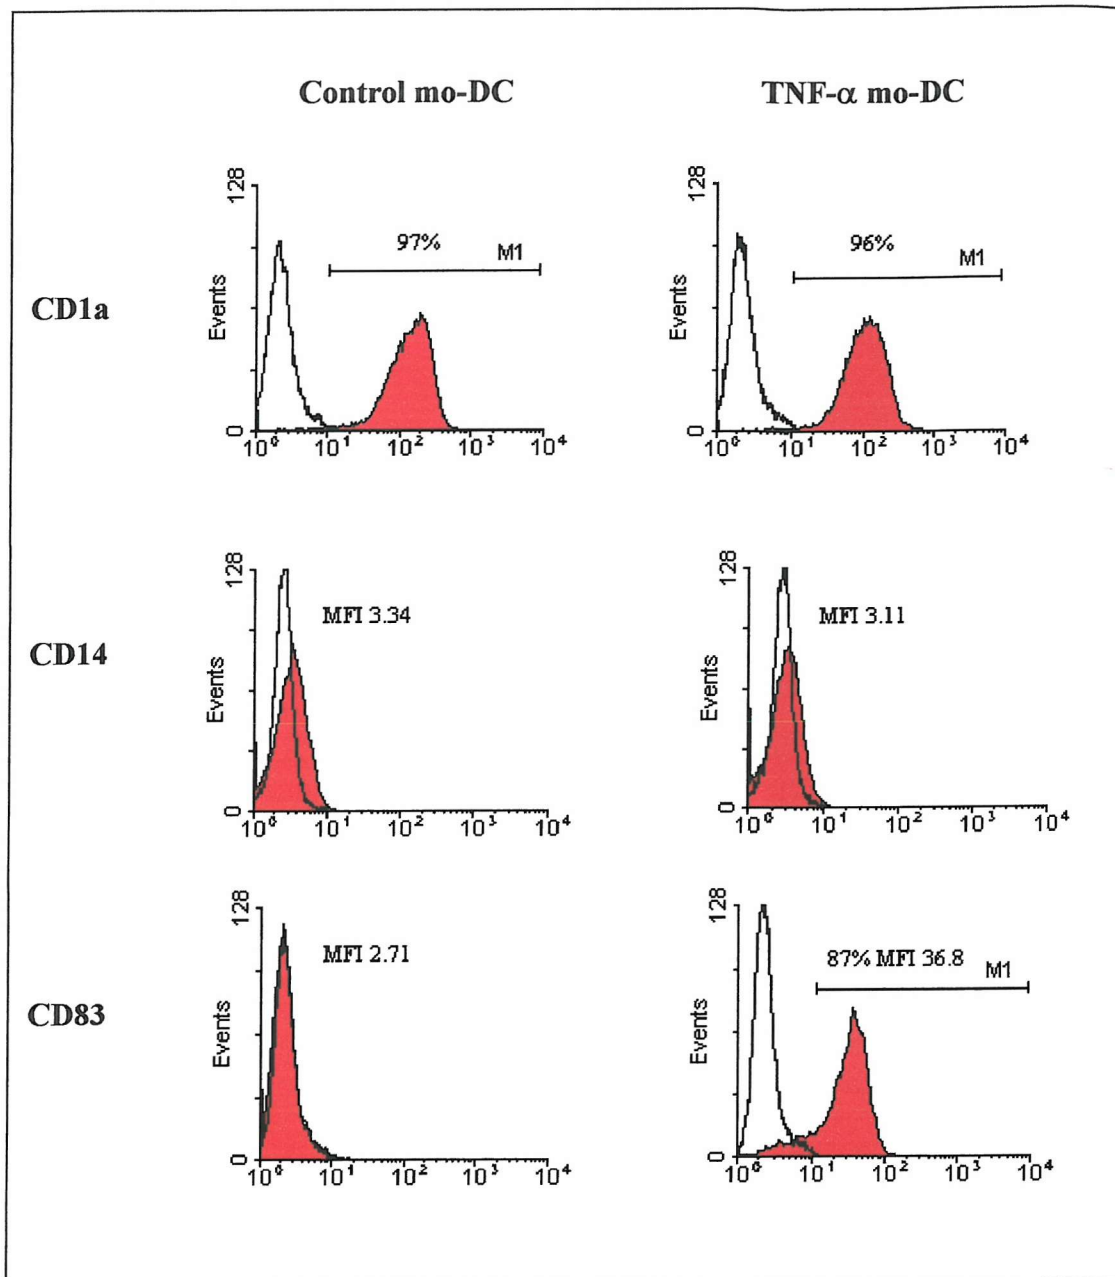 Control mo-DC TNF-α mo-DC
CD1a
128
Events
0
97% M1
10⁰ 10¹ 10² 10³ 10⁴
128
Events
0
96% M1
10⁰ 10¹ 10² 10³ 10⁴
CD14
128
Events
0
MFI 3.34
10⁰ 10¹ 10² 10³ 10⁴
128
Events
0
MFI 3.11
10⁰ 10¹ 10² 10³ 10⁴
CD83
128
Events
0
MFI 2.71
10⁰ 10¹ 10² 10³ 10⁴
128
Events
0
87% MFI 36.8 M1
10⁰ 10¹ 10² 10³ 10⁴